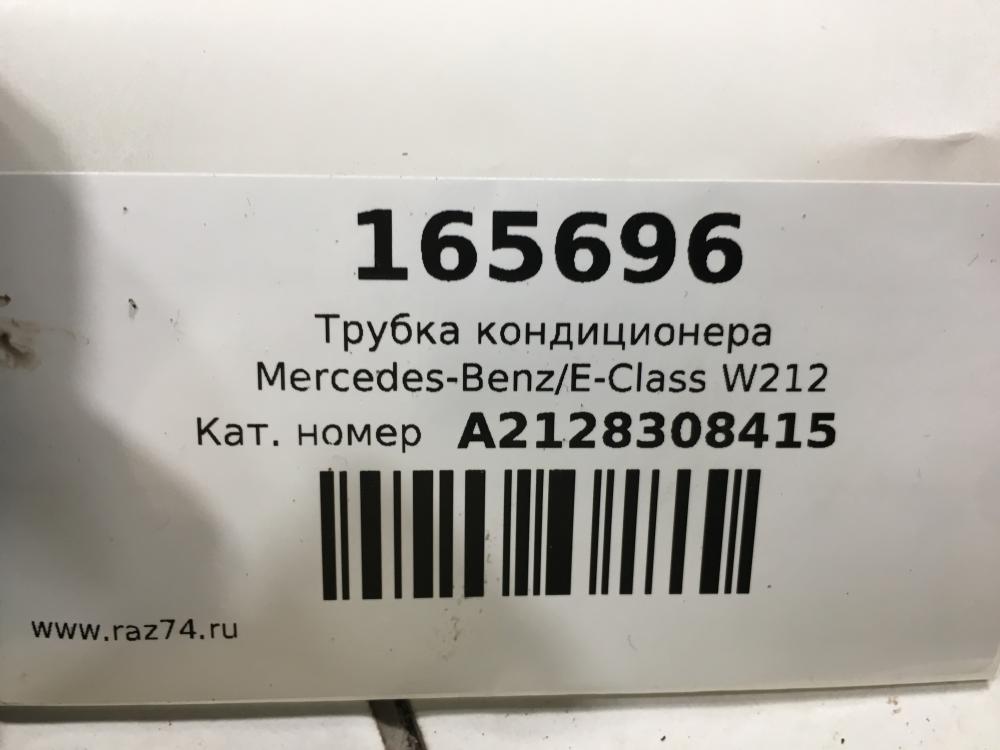 165696
Трубка кондиционера
Mercedes-Benz/E-Class W212
Кат. номер A2128308415
www.raz74.ru